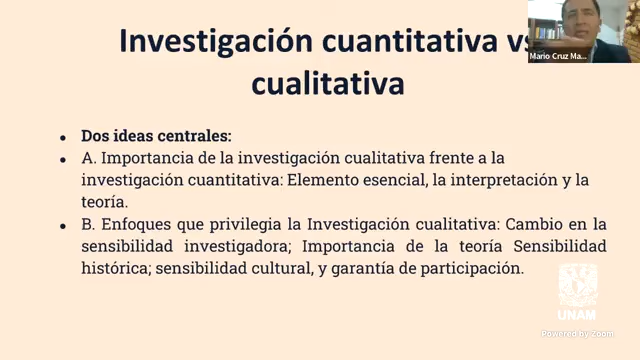 Investigación cuantitativa vs
cualitativa
Mario Cruz Ma...
● Dos ideas centrales:
● A. Importancia de la investigación cualitativa frente a la
investigación cuantitativa: Elemento esencial, la interpretación y la
teoría.
● B. Enfoques que privilegia la Investigación cualitativa: Cambio en la
sensibilidad investigadora; Importancia de la teoría Sensibilidad
histórica; sensibilidad cultural, y garantía de participación.
UNAM
Powered by Zoom